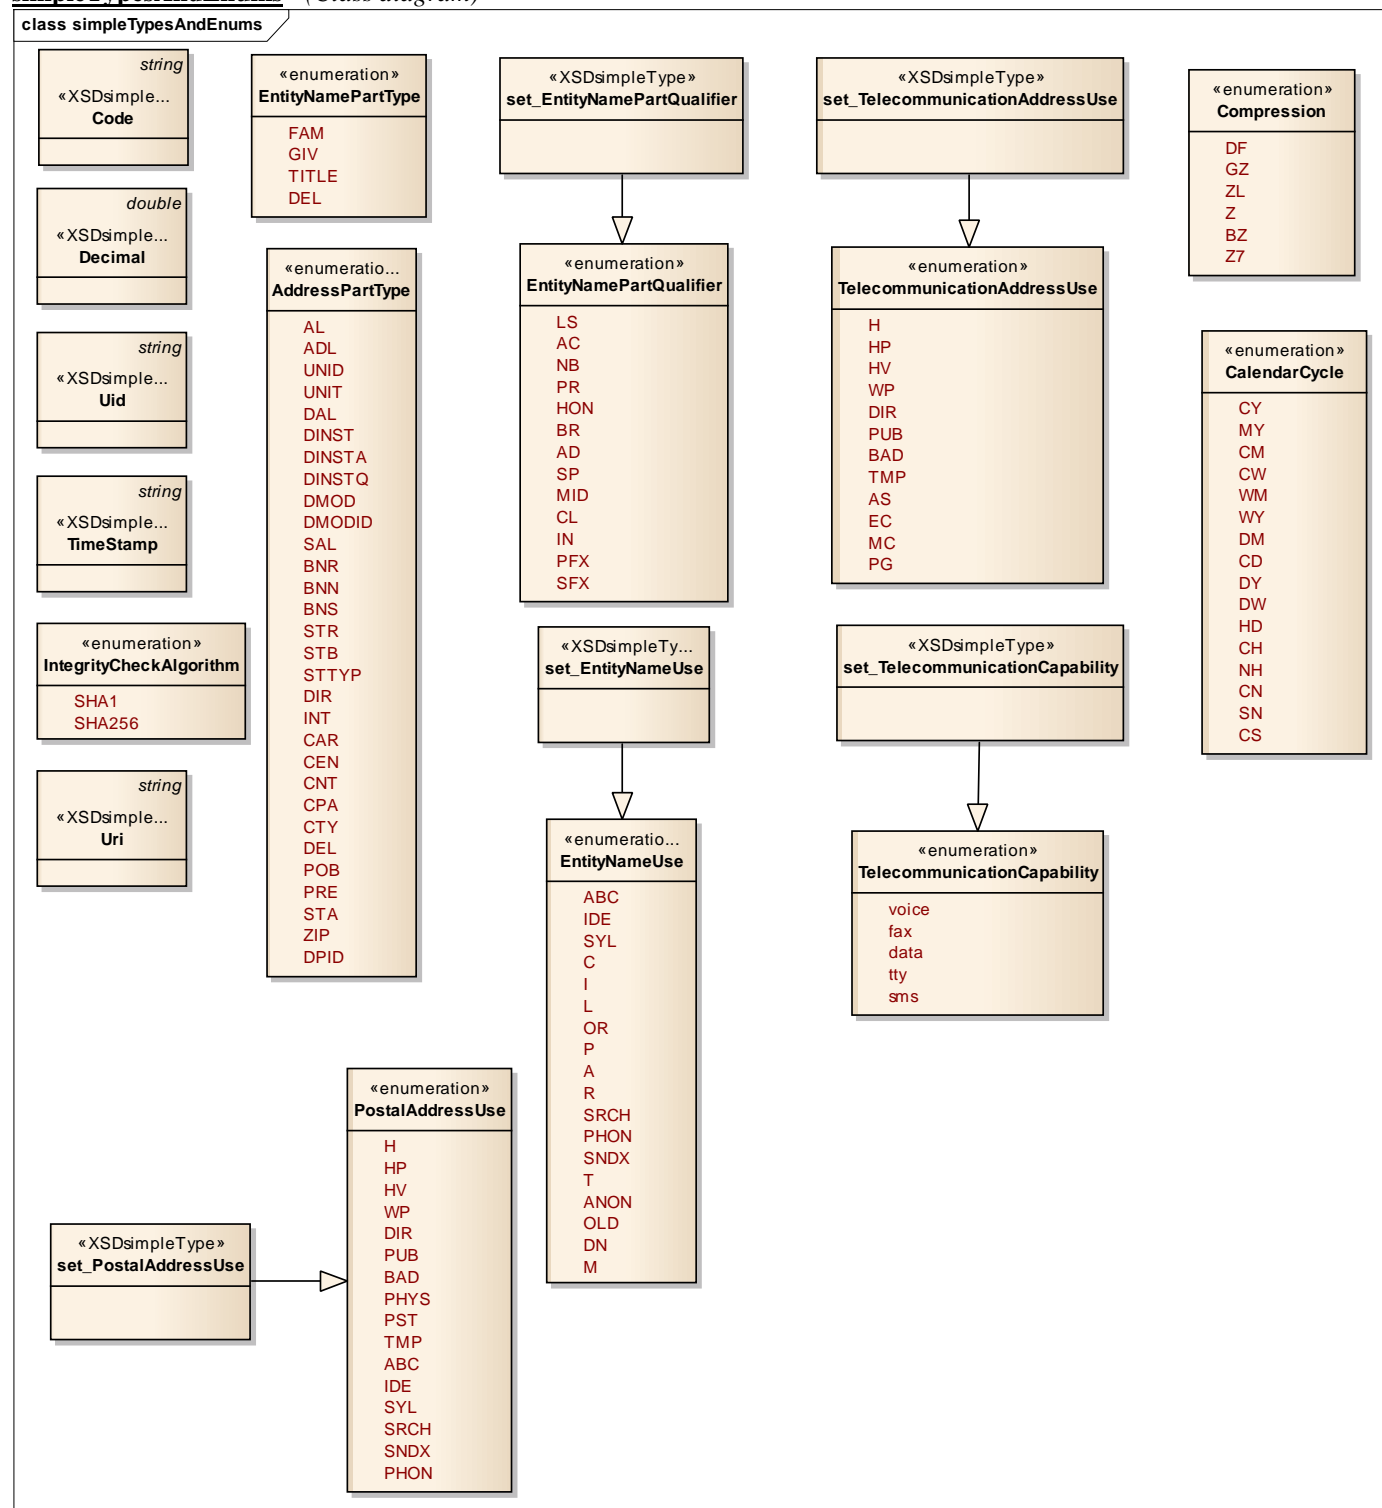 simpleTypesAndEnums (Class diagram)
class simpleTypesAndEnums
string
«XSDsimple...
Code
double
«XSDsimple...
Decimal
string
«XSDsimple...
Uid
string
«XSDsimple...
TimeStamp
«enumeration»
IntegrityCheckAlgorithm
SHA1
SHA256
string
«XSDsimple...
Uri
«enumeration»
EntityNamePartType
FAM
GIV
TITLE
DEL
«enumeratio...
AddressPartType
AL
ADL
UNID
UNIT
DAL
DINST
DINSTA
DINSTQ
DMOD
DMODID
SAL
BNR
BNN
BNS
STR
STB
STTYP
DIR
INT
CAR
CEN
CNT
CPA
CTY
DEL
POB
PRE
STA
ZIP
DPID
«XSDsimpleType»
set_EntityNamePartQualifier
«enumeration»
EntityNamePartQualifier
LS
AC
NB
PR
HON
BR
AD
SP
MID
CL
IN
PFX
SFX
«XSDsimpleTy...
set_EntityNameUse
«enumeratio...
EntityNameUse
ABC
IDE
SYL
C
I
L
OR
P
A
R
SRCH
PHON
SNDX
T
ANON
OLD
DN
M
«XSDsimpleType»
set_TelecommunicationAddressUse
«enumeration»
TelecommunicationAddressUse
H
HP
HV
WP
DIR
PUB
BAD
TMP
AS
EC
MC
PG
«XSDsimpleType»
set_TelecommunicationCapability
«enumeration»
TelecommunicationCapability
voice
fax
data
tty
sms
«enumeration»
Compression
DF
GZ
ZL
Z
BZ
Z7
«enumeration»
CalendarCycle
CY
MY
CM
CW
WM
WY
DM
CD
DY
DW
HD
CH
NH
CN
SN
CS
«XSDsimpleType»
set_PostalAddressUse
«enumeration»
PostalAddressUse
H
HP
HV
WP
DIR
PUB
BAD
PHYS
PST
TMP
ABC
IDE
SYL
SRCH
SNDX
PHON